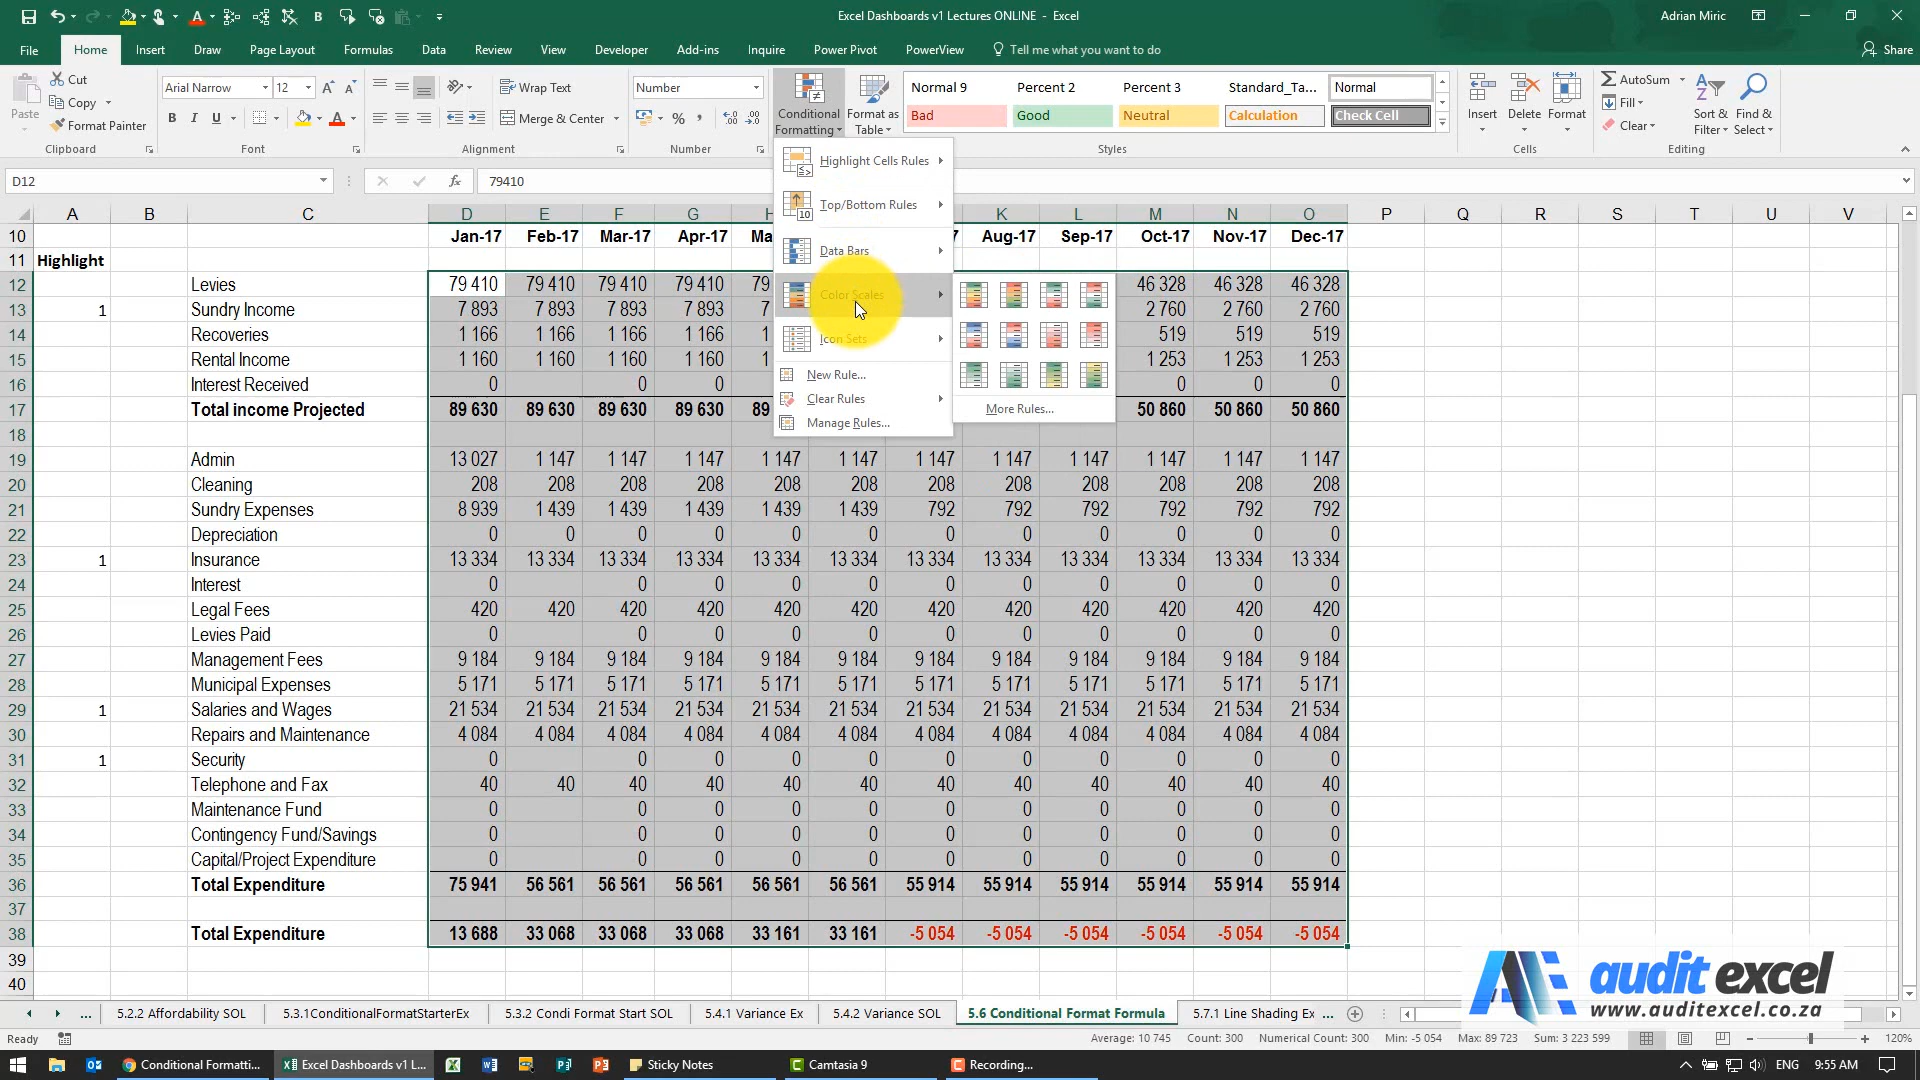 Excel Dashboards v1 Lectures ONLINE - Excel
Adrian Miric
File Home Insert Draw Page Layout Formulas Data Review View Developer Add-ins Inquire Power Pivot PowerView Tell me what you want to do Share
Paste
Cut
Copy
Format Painter
Clipboard
Arial Narrow 12
B I U
Font
Wrap Text
Merge & Center
Alignment
Number
%
Number
Conditional Formatting
Format as Table
Normal 9 Percent 2 Percent 3 Standard_Ta... Normal
Bad Good Neutral Calculation Check Cell
Styles
Insert Delete Format
Cells
AutoSum
Fill
Clear
Sort & Filter
Find & Select
Editing
Highlight Cells Rules
Top/Bottom Rules
Data Bars
Color Scales
Icon Sets
New Rule...
Clear Rules
Manage Rules...
More Rules...
D12 fx 79410
A B C D E F G H K L M N O P Q R S T U V
10 Jan-17 Feb-17 Mar-17 Apr-17 Ma 7 Aug-17 Sep-17 Oct-17 Nov-17 Dec-17
11 Highlight
12 Levies 79 410 79 410 79 410 79 410 79 46 328 46 328 46 328
13 1 Sundry Income 7 893 7 893 7 893 7 893 7 2 760 2 760 2 760
14 Recoveries 1 166 1 166 1 166 1 166 1 519 519 519
15 Rental Income 1 160 1 160 1 160 1 160 1 1 253 1 253 1 253
16 Interest Received 0 0 0 0 0 0
17 Total income Projected 89 630 89 630 89 630 89 630 89 50 860 50 860 50 860
18
19 Admin 13 027 1 147 1 147 1 147 1 147 1 147 1 147 1 147 1 147 1 147 1 147 1 147
20 Cleaning 208 208 208 208 208 208 208 208 208 208 208 208
21 Sundry Expenses 8 939 1 439 1 439 1 439 1 439 1 439 792 792 792 792 792 792
22 Depreciation 0 0 0 0 0 0 0 0 0 0 0 0
23 1 Insurance 13 334 13 334 13 334 13 334 13 334 13 334 13 334 13 334 13 334 13 334 13 334 13 334
24 Interest 0 0 0 0 0 0 0 0 0 0 0
25 Legal Fees 420 420 420 420 420 420 420 420 420 420 420 420
26 Levies Paid 0 0 0 0 0 0 0 0 0 0 0
27 Management Fees 9 184 9 184 9 184 9 184 9 184 9 184 9 184 9 184 9 184 9 184 9 184 9 184
28 Municipal Expenses 5 171 5 171 5 171 5 171 5 171 5 171 5 171 5 171 5 171 5 171 5 171 5 171
29 1 Salaries and Wages 21 534 21 534 21 534 21 534 21 534 21 534 21 534 21 534 21 534 21 534 21 534 21 534
30 Repairs and Maintenance 4 084 4 084 4 084 4 084 4 084 4 084 4 084 4 084 4 084 4 084 4 084 4 084
31 1 Security 0 0 0 0 0 0 0 0 0 0 0
32 Telephone and Fax 40 40 40 40 40 40 40 40 40 40 40 40
33 Maintenance Fund 0 0 0 0 0 0 0 0 0 0 0
34 Contingency Fund/Savings 0 0 0 0 0 0 0 0 0 0 0
35 Capital/Project Expenditure 0 0 0 0 0 0 0 0 0 0 0
36 Total Expenditure 75 941 56 561 56 561 56 561 56 561 56 561 55 914 55 914 55 914 55 914 55 914 55 914
37
38 Total Expenditure 13 688 33 068 33 068 33 068 33 161 33 161 -5 054 -5 054 -5 054 -5 054 -5 054 -5 054
39
40
audit excel
www.auditexcel.co.za
... 5.2.2 Affordability SOL 5.3.1ConditionalFormatStarterEx 5.3.2 Condi Format Start SOL 5.4.1 Variance Ex 5.4.2 Variance SOL 5.6 Conditional Format Formula 5.7.1 Line Shading Ex ...
Ready Average: 10 745 Count: 300 Numerical Count: 300 Min: -5 054 Max: 89 723 Sum: 3 223 599 120%
Conditional Formatti... Excel Dashboards v1 L... Sticky Notes Camtasia 9 Recording... ENG 9:55 AM